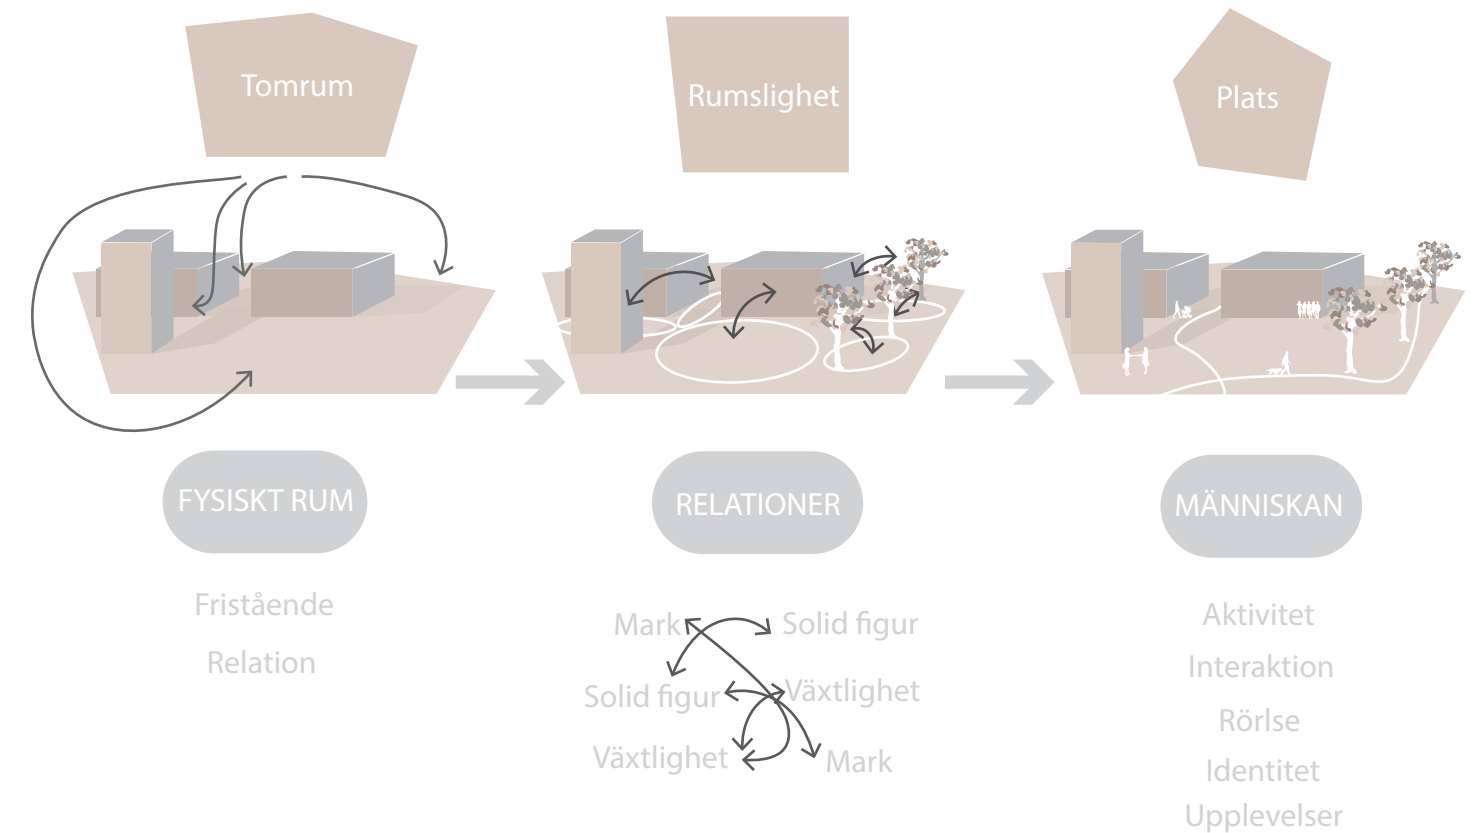 Tomrum
Rumslighet
Plats
FYSISKT RUM
RELATIONER
MÄNNISKAN
Fristående
Relation
Mark
Solid figur
Solid figur
Växtlighet
Växtlighet
Mark
Aktivitet
Interaktion
Rörlse
Identitet
Upplevelser